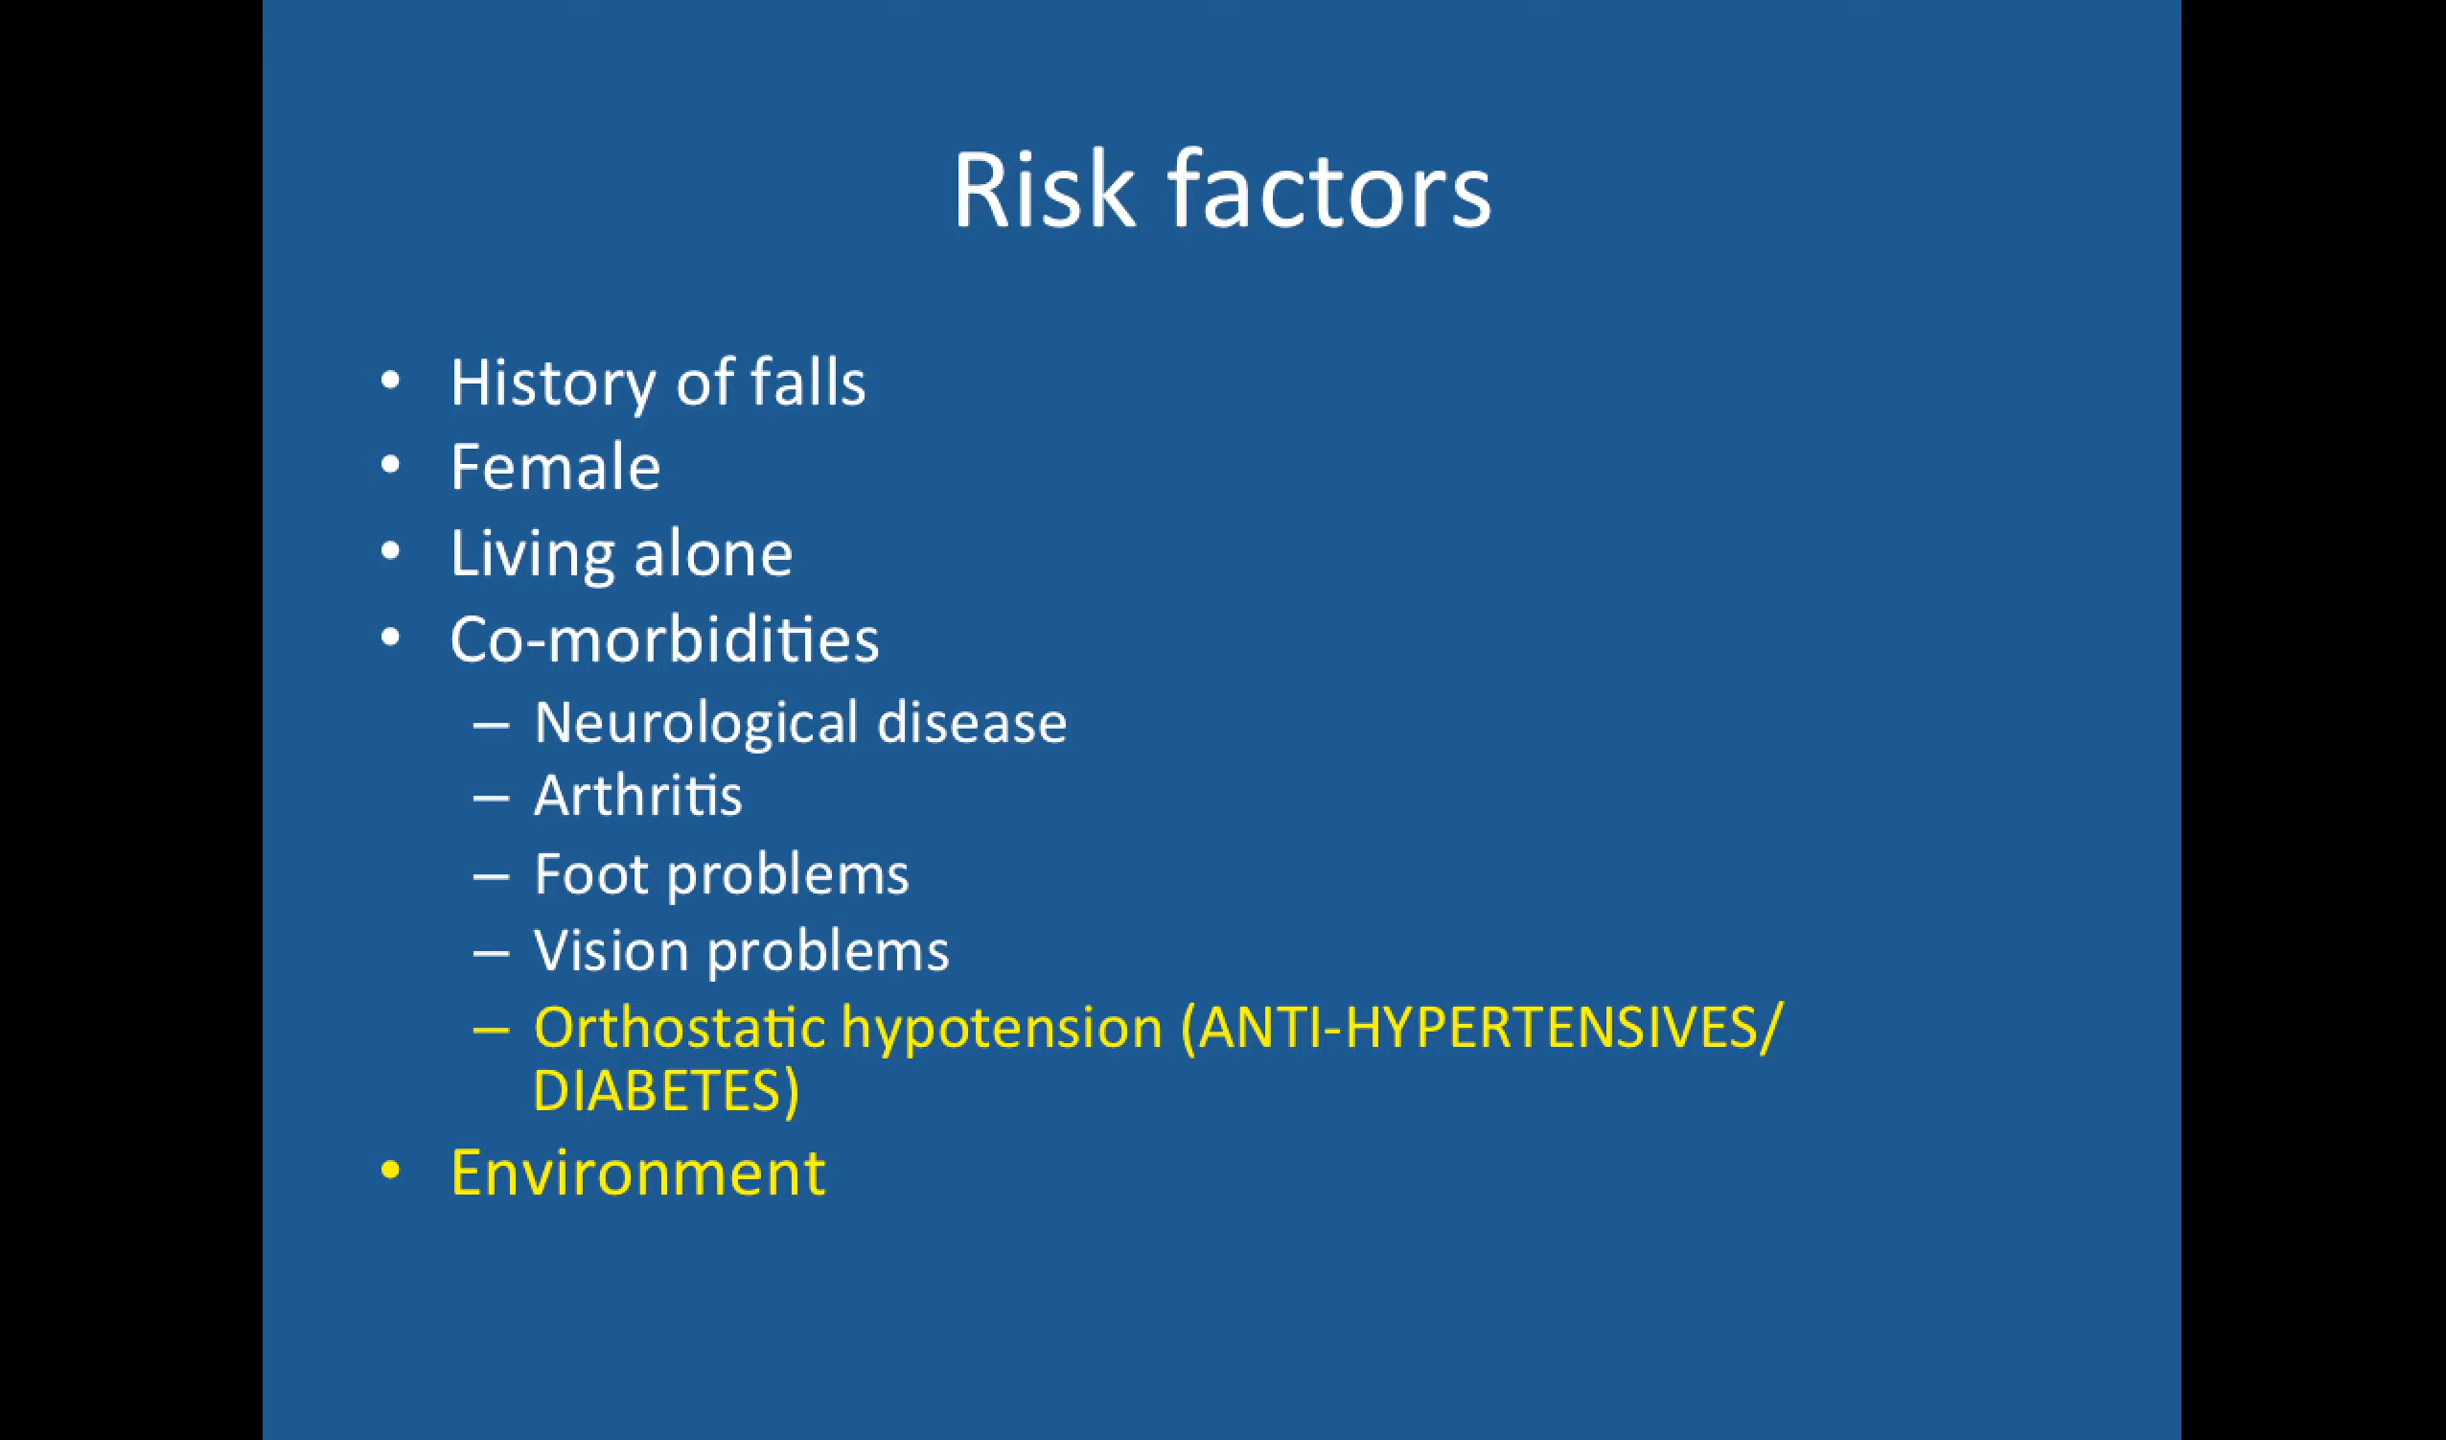 Risk factors
• History of falls
• Female
• Living alone
• Co-morbidities
– Neurological disease
– Arthritis
– Foot problems
– Vision problems
– Orthostatic hypotension (ANTI-HYPERTENSIVES/
DIABETES)
• Environment